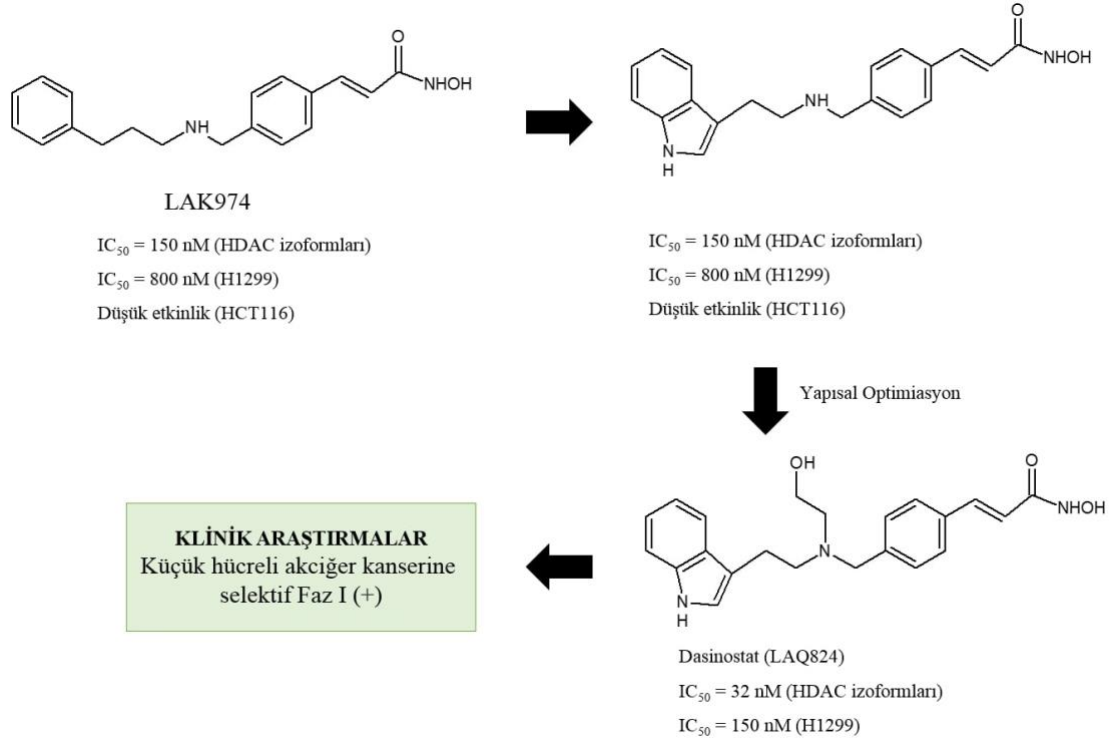 O
NHOH
NH
LAK974
IC₅₀ = 150 nM (HDAC izoformları)
IC₅₀ = 800 nM (H1299)
Düşük etkinlik (HCT116)
O
NHOH
NH
N
H
IC₅₀ = 150 nM (HDAC izoformları)
IC₅₀ = 800 nM (H1299)
Düşük etkinlik (HCT116)
Yapısal Optimiasyon
OH
O
NHOH
N
N
H
Dasinostat (LAQ824)
IC₅₀ = 32 nM (HDAC izoformları)
IC₅₀ = 150 nM (H1299)
KLİNİK ARAŞTIRMALAR
Küçük hücreli akciğer kanserine
selektif Faz I (+)